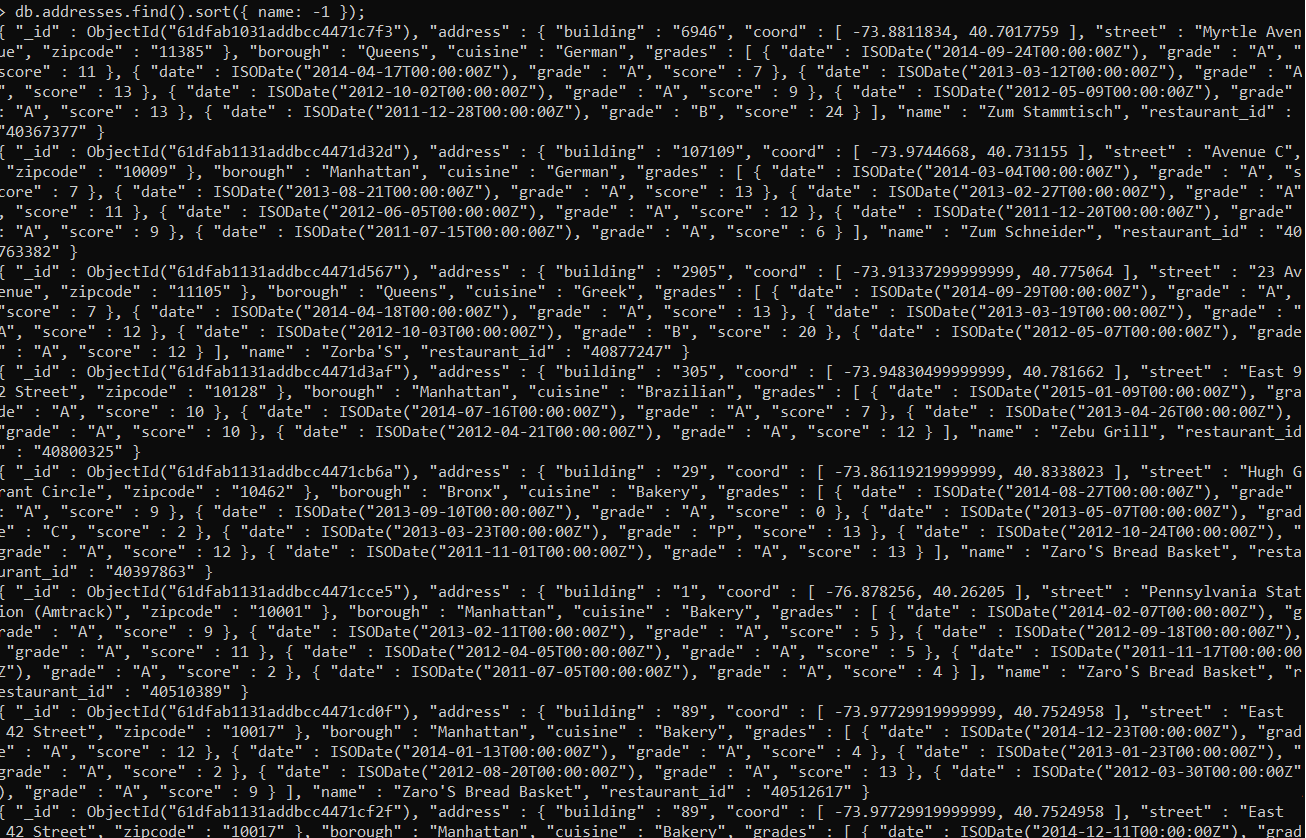 > db.addresses.find().sort({ name: -1 });
{ "_id" : ObjectId("61dfab1031addbcc4471c7f3"), "address" : { "building" : "6946", "coord" : [ -73.8811834, 40.7017759 ], "street" : "Myrtle Aven
ue", "zipcode" : "11385" }, "borough" : "Queens", "cuisine" : "German", "grades" : [ { "date" : ISODate("2014-09-24T00:00:00Z"), "grade" : "A", "
score" : 11 }, { "date" : ISODate("2014-04-17T00:00:00Z"), "grade" : "A", "score" : 7 }, { "date" : ISODate("2013-03-12T00:00:00Z"), "grade" : "A
", "score" : 13 }, { "date" : ISODate("2012-10-02T00:00:00Z"), "grade" : "A", "score" : 9 }, { "date" : ISODate("2012-05-09T00:00:00Z"), "grade"
: "A", "score" : 13 }, { "date" : ISODate("2011-12-28T00:00:00Z"), "grade" : "B", "score" : 24 } ], "name" : "Zum Stammtisch", "restaurant_id" :
"40367377" }
{ "_id" : ObjectId("61dfab1131addbcc4471d32d"), "address" : { "building" : "107109", "coord" : [ -73.9744668, 40.731155 ], "street" : "Avenue C",
"zipcode" : "10009" }, "borough" : "Manhattan", "cuisine" : "German", "grades" : [ { "date" : ISODate("2014-03-04T00:00:00Z"), "grade" : "A", "s
core" : 7 }, { "date" : ISODate("2013-08-21T00:00:00Z"), "grade" : "A", "score" : 13 }, { "date" : ISODate("2013-02-27T00:00:00Z"), "grade" : "A"
, "score" : 11 }, { "date" : ISODate("2012-06-05T00:00:00Z"), "grade" : "A", "score" : 12 }, { "date" : ISODate("2011-12-20T00:00:00Z"), "grade"
: "A", "score" : 9 }, { "date" : ISODate("2011-07-15T00:00:00Z"), "grade" : "A", "score" : 6 } ], "name" : "Zum Schneider", "restaurant_id" : "40
763382" }
{ "_id" : ObjectId("61dfab1131addbcc4471d567"), "address" : { "building" : "2905", "coord" : [ -73.91337299999999, 40.775064 ], "street" : "23 Av
enue", "zipcode" : "11105" }, "borough" : "Queens", "cuisine" : "Greek", "grades" : [ { "date" : ISODate("2014-09-29T00:00:00Z"), "grade" : "A",
"score" : 7 }, { "date" : ISODate("2014-04-18T00:00:00Z"), "grade" : "A", "score" : 13 }, { "date" : ISODate("2013-03-19T00:00:00Z"), "grade" : "
A", "score" : 12 }, { "date" : ISODate("2012-10-03T00:00:00Z"), "grade" : "B", "score" : 20 }, { "date" : ISODate("2012-05-07T00:00:00Z"), "grade
" : "A", "score" : 12 } ], "name" : "Zorba'S", "restaurant_id" : "40877247" }
{ "_id" : ObjectId("61dfab1131addbcc4471d3af"), "address" : { "building" : "305", "coord" : [ -73.94830499999999, 40.781662 ], "street" : "East 9
2 Street", "zipcode" : "10128" }, "borough" : "Manhattan", "cuisine" : "Brazilian", "grades" : [ { "date" : ISODate("2015-01-09T00:00:00Z"), "gra
de" : "A", "score" : 10 }, { "date" : ISODate("2014-07-16T00:00:00Z"), "grade" : "A", "score" : 7 }, { "date" : ISODate("2013-04-26T00:00:00Z"),
"grade" : "A", "score" : 10 }, { "date" : ISODate("2012-04-21T00:00:00Z"), "grade" : "A", "score" : 12 } ], "name" : "Zebu Grill", "restaurant_id
" : "40800325" }
{ "_id" : ObjectId("61dfab1131addbcc4471cb6a"), "address" : { "building" : "29", "coord" : [ -73.86119219999999, 40.8338023 ], "street" : "Hugh G
rant Circle", "zipcode" : "10462" }, "borough" : "Bronx", "cuisine" : "Bakery", "grades" : [ { "date" : ISODate("2014-08-27T00:00:00Z"), "grade"
: "A", "score" : 9 }, { "date" : ISODate("2013-09-10T00:00:00Z"), "grade" : "A", "score" : 0 }, { "date" : ISODate("2013-05-07T00:00:00Z"), "grad
e" : "C", "score" : 2 }, { "date" : ISODate("2013-03-23T00:00:00Z"), "grade" : "P", "score" : 13 }, { "date" : ISODate("2012-10-24T00:00:00Z"), "
grade" : "A", "score" : 12 }, { "date" : ISODate("2011-11-01T00:00:00Z"), "grade" : "A", "score" : 13 } ], "name" : "Zaro'S Bread Basket", "resta
urant_id" : "40397863" }
{ "_id" : ObjectId("61dfab1131addbcc4471cce5"), "address" : { "building" : "1", "coord" : [ -76.878256, 40.26205 ], "street" : "Pennsylvania Stat
ion (Amtrack)", "zipcode" : "10001" }, "borough" : "Manhattan", "cuisine" : "Bakery", "grades" : [ { "date" : ISODate("2014-02-07T00:00:00Z"), "g
rade" : "A", "score" : 9 }, { "date" : ISODate("2013-02-11T00:00:00Z"), "grade" : "A", "score" : 5 }, { "date" : ISODate("2012-09-18T00:00:00Z"),
"grade" : "A", "score" : 11 }, { "date" : ISODate("2012-04-05T00:00:00Z"), "grade" : "A", "score" : 5 }, { "date" : ISODate("2011-11-17T00:00:00
Z"), "grade" : "A", "score" : 2 }, { "date" : ISODate("2011-07-05T00:00:00Z"), "grade" : "A", "score" : 4 } ], "name" : "Zaro'S Bread Basket", "r
estaurant_id" : "40510389" }
{ "_id" : ObjectId("61dfab1131addbcc4471cd0f"), "address" : { "building" : "89", "coord" : [ -73.97729919999999, 40.7524958 ], "street" : "East
42 Street", "zipcode" : "10017" }, "borough" : "Manhattan", "cuisine" : "Bakery", "grades" : [ { "date" : ISODate("2014-12-23T00:00:00Z"), "grad
e" : "A", "score" : 12 }, { "date" : ISODate("2014-01-13T00:00:00Z"), "grade" : "A", "score" : 4 }, { "date" : ISODate("2013-01-23T00:00:00Z"), "
grade" : "A", "score" : 2 }, { "date" : ISODate("2012-08-20T00:00:00Z"), "grade" : "A", "score" : 13 }, { "date" : ISODate("2012-03-30T00:00:00Z"
), "grade" : "A", "score" : 9 } ], "name" : "Zaro'S Bread Basket", "restaurant_id" : "40512617" }
{ "_id" : ObjectId("61dfab1131addbcc4471cf2f"), "address" : { "building" : "89", "coord" : [ -73.97729919999999, 40.7524958 ], "street" : "East
42 Street", "zipcode" : "10017" }, "borough" : "Manhattan", "cuisine" : "Bakery", "grades" : [ { "date" : ISODate("2014-12-11T00:00:00Z"), "grad